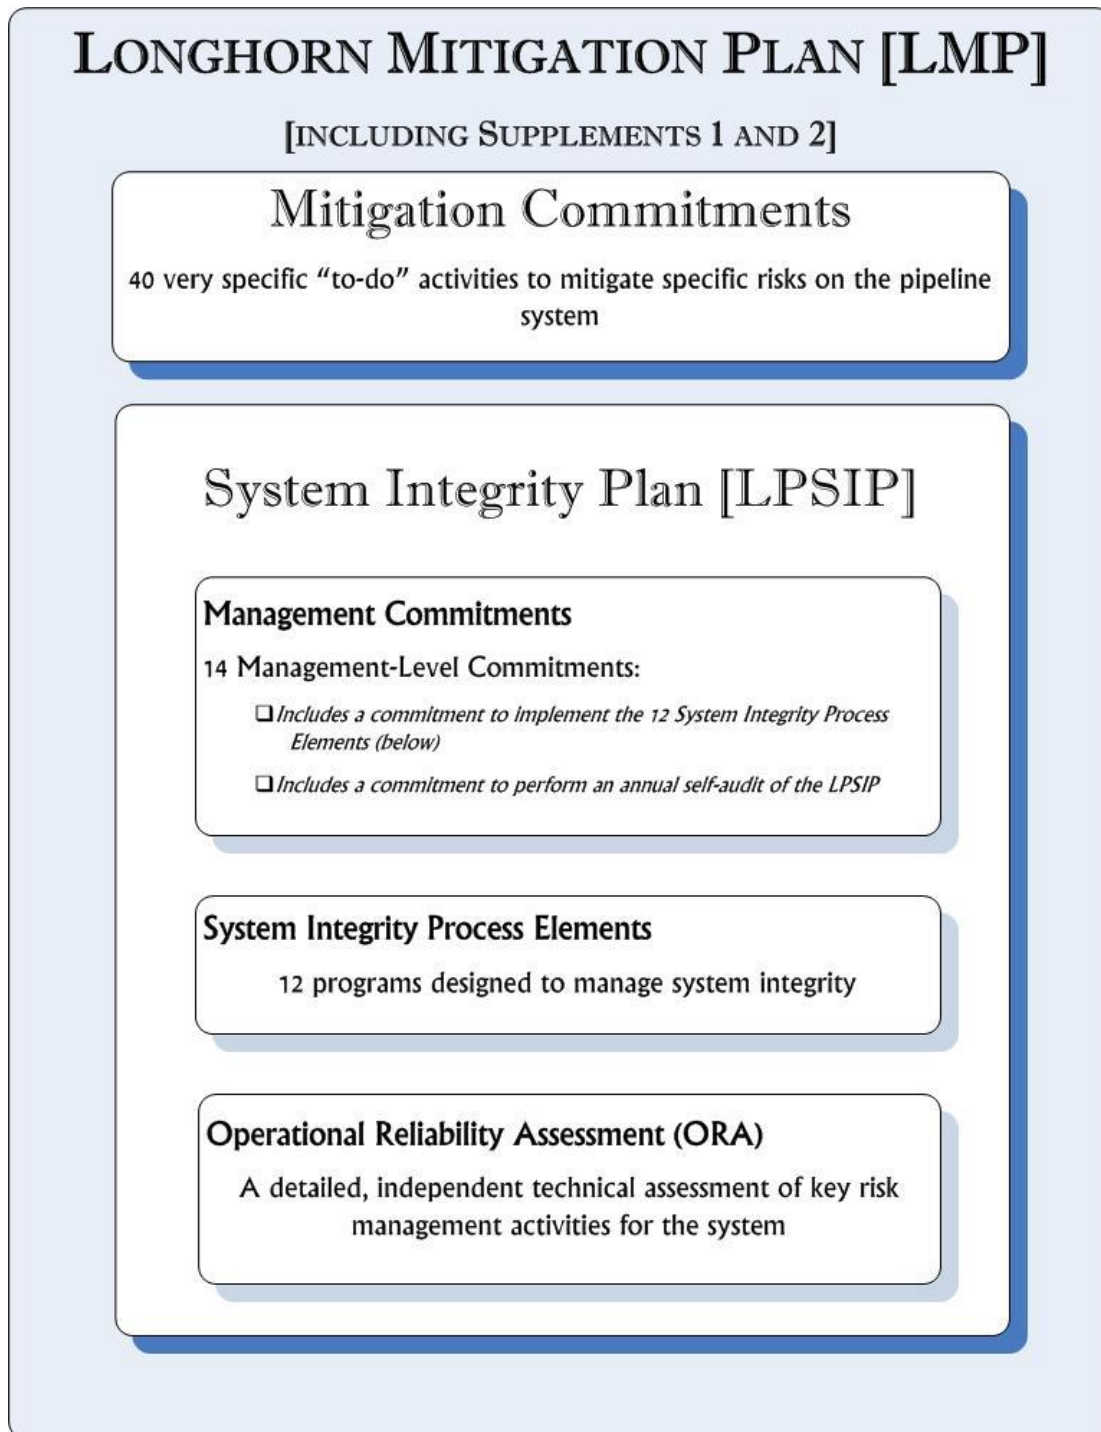 LONGHORN MITIGATION PLAN [LMP]
[INCLUDING SUPPLEMENTS 1 AND 2]
Mitigation Commitments
40 very specific “to-do” activities to mitigate specific risks on the pipeline
system
System Integrity Plan [LPSIP]
Management Commitments
14 Management-Level Commitments:
❑ Includes a commitment to implement the 12 System Integrity Process
Elements (below)
❑ Includes a commitment to perform an annual self-audit of the LPSIP
System Integrity Process Elements
12 programs designed to manage system integrity
Operational Reliability Assessment (ORA)
A detailed, independent technical assessment of key risk
management activities for the system